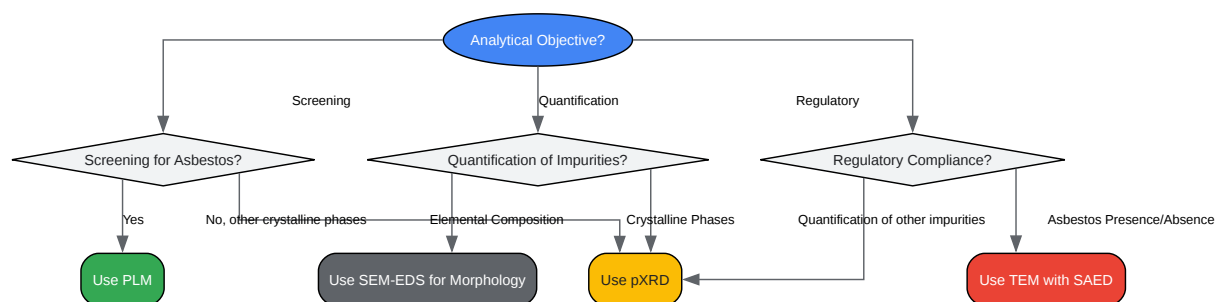 Analytical Objective?
Screening
Quantification
Regulatory
Screening for Asbestos?
Quantification of Impurities?
Regulatory Compliance?
Yes
No, other crystalline phases
Elemental Composition
Crystalline Phases
Quantification of other impurities
Asbestos Presence/Absence
Use PLM
Use SEM-EDS for Morphology
Use pXRD
Use TEM with SAED